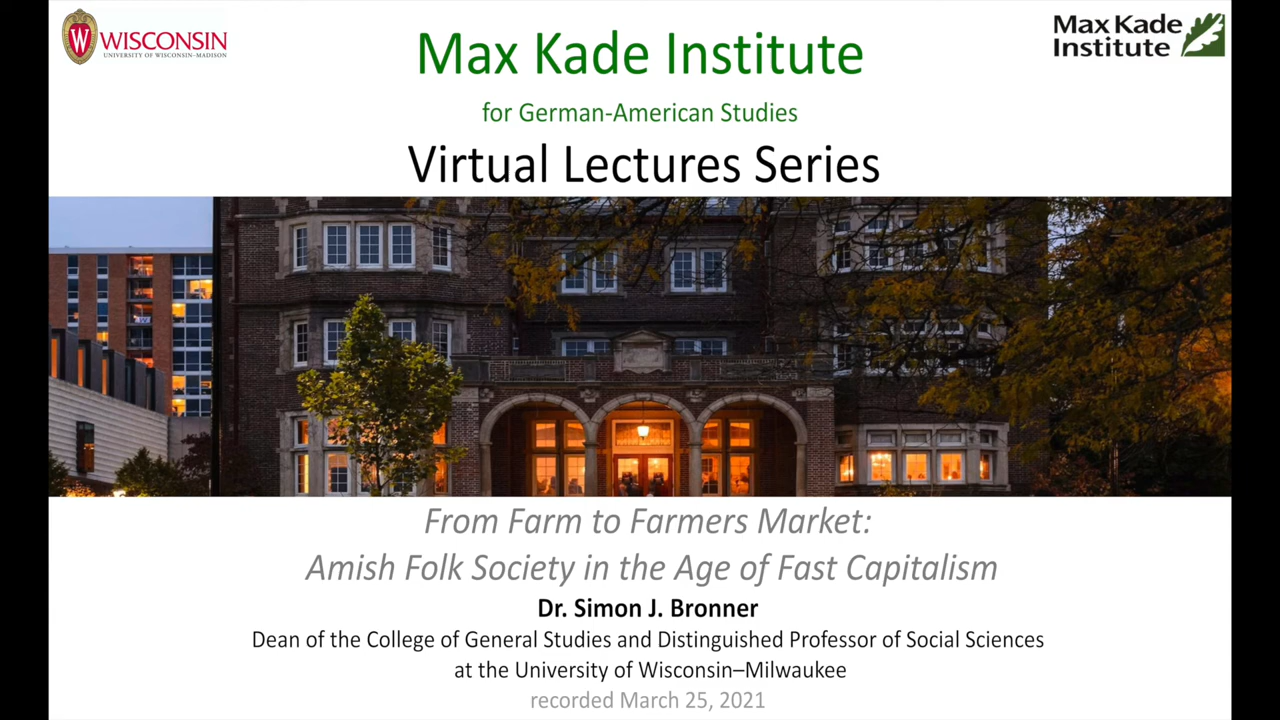 WISCONSIN
UNIVERSITY OF WISCONSIN–MADISON
Max Kade
Institute
Max Kade Institute
for German-American Studies
Virtual Lectures Series
From Farm to Farmers Market:
Amish Folk Society in the Age of Fast Capitalism
Dr. Simon J. Bronner
Dean of the College of General Studies and Distinguished Professor of Social Sciences
at the University of Wisconsin–Milwaukee
recorded March 25, 2021